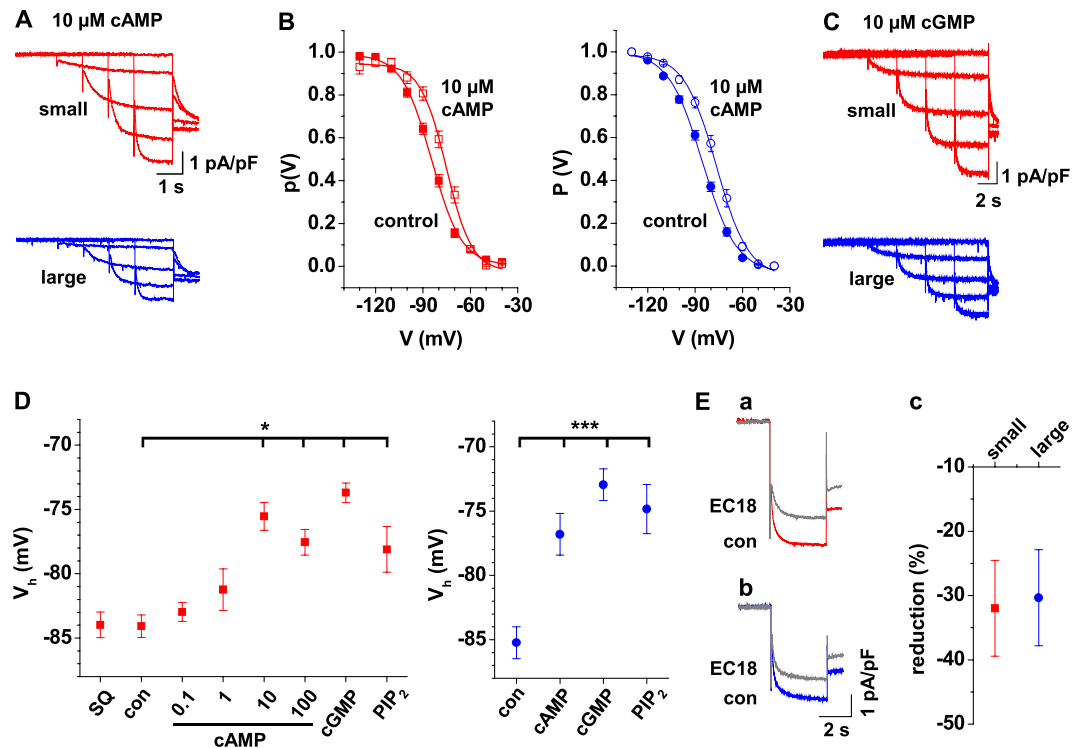 A
10 µM cAMP
small
1 pA/pF
1 s
large
B
1.0
0.8
0.6
0.4
0.2
0.0
p(V)
10 µM
cAMP
control
-120
-90
-60
-30
V (mV)
1.0
0.8
0.6
0.4
0.2
0.0
P (V)
10 µM
cAMP
control
-120
-90
-60
-30
V (mV)
C
10 µM cGMP
small
1 pA/pF
2 s
large
D
-70
-75
-80
-85
Vh (mV)
*
SQ
con
0.1
1
10
100
cGMP
PIP2
cAMP
-70
-75
-80
-85
Vh (mV)
***
con
cAMP
cGMP
PIP2
E
a
EC18
con
b
EC18
con
1 pA/pF
2 s
c
small
large
-10
-20
-30
-40
-50
reduction (%)